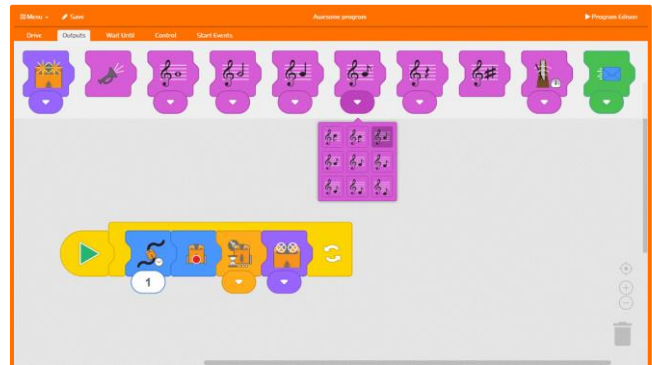 Menu Save Awesome program Program Edison
Drive Outputs Wait Until Control Start Events
1